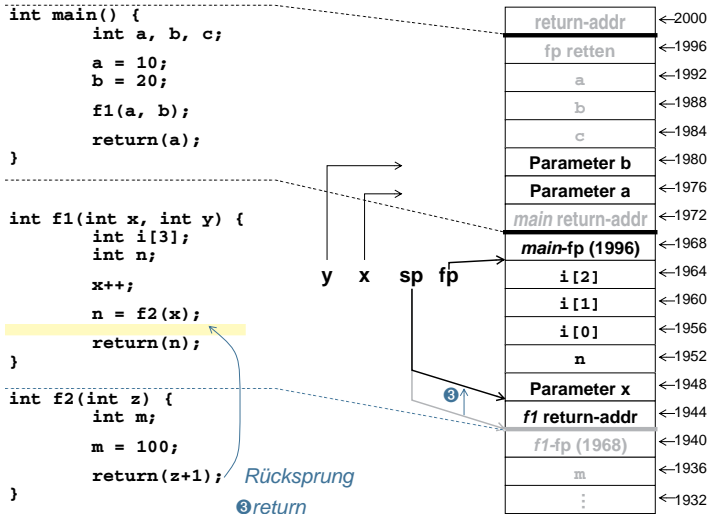 int main() {
int a, b, c;
a = 10;
b = 20;
f1(a, b);
return(a);
}
int f1(int x, int y) {
int i[3];
int n;
x++;
n = f2(x);
return(n);
}
int f2(int z) {
int m;
m = 100;
return(z+1);
}
Rücksprung
❸return
y x sp fp
❸
return-addr 2000
fp retten 1996
a 1992
b 1988
c 1984
Parameter b 1980
Parameter a 1976
main return-addr 1972
main-fp (1996) 1968
i[2] 1964
i[1] 1960
i[0] 1956
n 1952
Parameter x 1948
f1 return-addr 1944
f1-fp (1968) 1940
m 1936
⋮ 1932